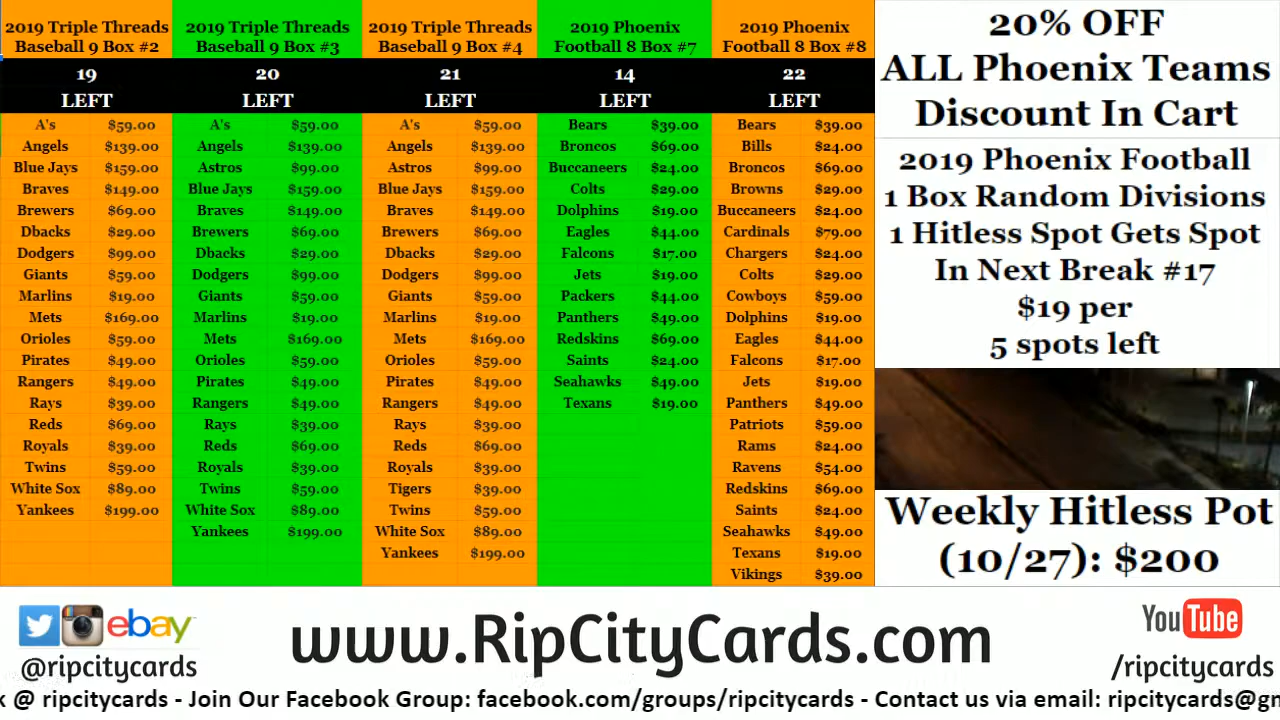 2019 Triple Threads
Baseball 9 Box #2
19
LEFT
A's $59.00
Angels $139.00
Blue Jays $159.00
Braves $149.00
Brewers $69.00
Dbacks $29.00
Dodgers $99.00
Giants $59.00
Marlins $19.00
Mets $169.00
Orioles $59.00
Pirates $49.00
Rangers $49.00
Rays $39.00
Reds $69.00
Royals $39.00
Twins $59.00
White Sox $89.00
Yankees $199.00
2019 Triple Threads
Baseball 9 Box #3
20
LEFT
A's $59.00
Angels $139.00
Astros $99.00
Blue Jays $159.00
Braves $149.00
Brewers $69.00
Dbacks $29.00
Dodgers $99.00
Giants $59.00
Marlins $19.00
Mets $169.00
Orioles $59.00
Pirates $49.00
Rangers $49.00
Rays $39.00
Reds $69.00
Royals $39.00
Twins $59.00
White Sox $89.00
Yankees $199.00
2019 Triple Threads
Baseball 9 Box #4
21
LEFT
A's $59.00
Angels $139.00
Astros $99.00
Blue Jays $159.00
Braves $149.00
Brewers $69.00
Dbacks $29.00
Dodgers $99.00
Giants $59.00
Marlins $19.00
Mets $169.00
Orioles $59.00
Pirates $49.00
Rangers $49.00
Rays $39.00
Reds $69.00
Royals $39.00
Tigers $39.00
Twins $59.00
White Sox $89.00
Yankees $199.00
2019 Phoenix
Football 8 Box #7
14
LEFT
Bears $39.00
Broncos $69.00
Buccaneers $24.00
Colts $29.00
Dolphins $19.00
Eagles $44.00
Falcons $17.00
Jets $19.00
Packers $44.00
Panthers $49.00
Redskins $69.00
Saints $24.00
Seahawks $49.00
Texans $19.00
2019 Phoenix
Football 8 Box #8
22
LEFT
Bears $39.00
Bills $24.00
Broncos $69.00
Browns $29.00
Buccaneers $24.00
Cardinals $79.00
Chargers $24.00
Colts $29.00
Cowboys $59.00
Dolphins $19.00
Eagles $44.00
Falcons $17.00
Jets $19.00
Panthers $49.00
Patriots $59.00
Rams $24.00
Ravens $54.00
Redskins $69.00
Saints $24.00
Seahawks $49.00
Texans $19.00
Vikings $39.00
20% OFF
ALL Phoenix Teams
Discount In Cart
2019 Phoenix Football
1 Box Random Divisions
1 Hitless Spot Gets Spot
In Next Break #17
$19 per
5 spots left
Weekly Hitless Pot
(10/27): $200
ebay
@ripcitycards
www.RipCityCards.com
YouTube
/ripcitycards
k @ ripcitycards - Join Our Facebook Group: facebook.com/groups/ripcitycards - Contact us via email: ripcitycards@gm